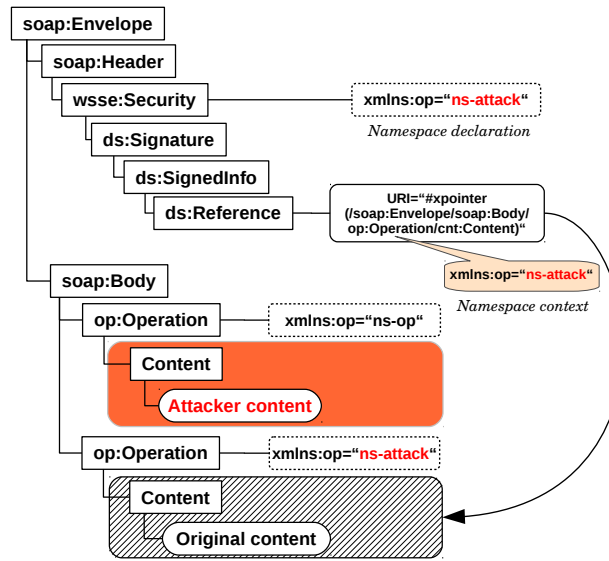 soap:Envelope
soap:Header
wsse:Security
xmlns:op=“ns-attack“
Namespace declaration
ds:Signature
ds:SignedInfo
ds:Reference
URI=“#xpointer
(/soap:Envelope/soap:Body/
op:Operation/cnt:Content)“
xmlns:op=“ns-attack“
Namespace context
soap:Body
op:Operation
xmlns:op=“ns-op“
Content
Attacker content
op:Operation
xmlns:op=“ns-attack“
Content
Original content